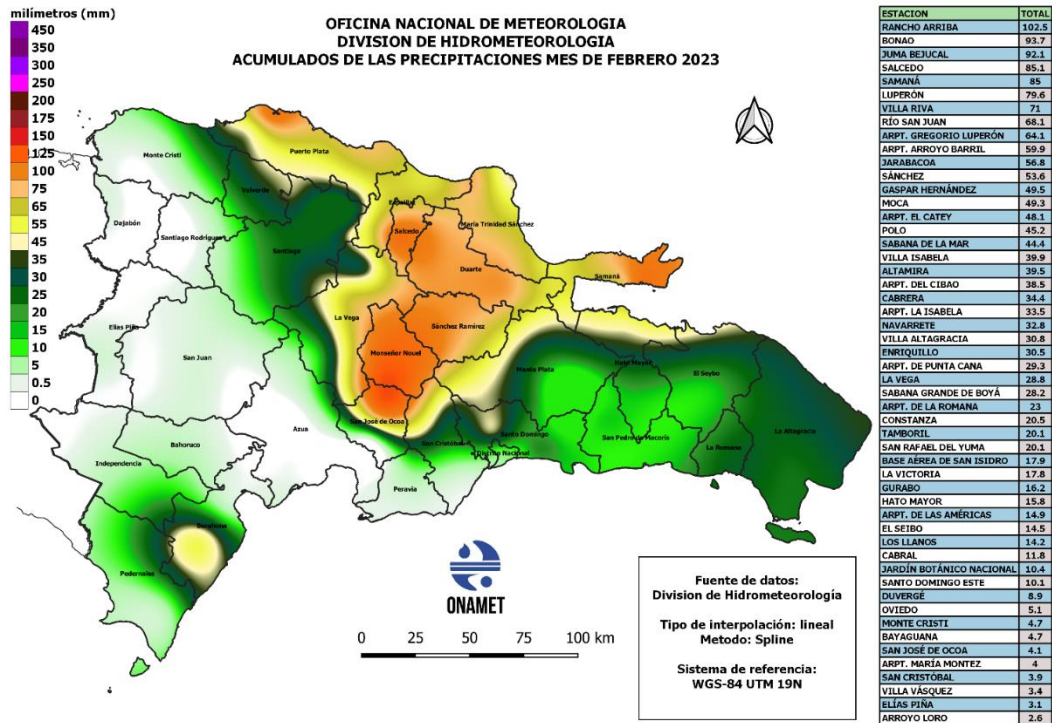 milímetros (mm)
450
350
300
250
200
175
150
125
100
75
65
55
45
35
30
25
20
15
10
5
0.5
0
OFICINA NACIONAL DE METEOROLOGIA
DIVISION DE HIDROMETEOROLOGIA
ACUMULADOS DE LAS PRECIPITACIONES MES DE FEBRERO 2023
Monte Cristi
Puerto Plata
Valverde
Dajabón
Santiago Rodríguez
Espaillat
Salcedo
María Trinidad Sánchez
Santiago
Duarte
Samaná
La Vega
Sánchez Ramírez
Elías Piña
San Juan
Monseñor Nouel
Monte Plata
Hato Mayor
El Seybo
San José de Ocoa
Azua
San Cristóbal
Santo Domingo
San Pedro de Macorís
La Altagracia
La Romana
Bahoruco
Distrito Nacional
Independencia
Peravia
Barahona
Pedernales
ONAMET
0 25 50 75 100 km
Fuente de datos:
Division de Hidrometeorología
Tipo de interpolación: lineal
Metodo: Spline
Sistema de referencia:
WGS-84 UTM 19N
ESTACION TOTAL
RANCHO ARRIBA 102.5
BONAO 93.7
JUMA BEJUCAL 92.1
SALCEDO 85.1
SAMANÁ 85
LUPERÓN 79.6
VILLA RIVA 71
RÍO SAN JUAN 68.1
ARPT. GREGORIO LUPERÓN 64.1
ARPT. ARROYO BARRIL 59.9
JARABACOA 56.8
SÁNCHEZ 53.6
GASPAR HERNÁNDEZ 49.5
MOCA 49.3
ARPT. EL CATEY 48.1
POLO 45.2
SABANA DE LA MAR 44.4
VILLA ISABELA 39.9
ALTAMIRA 39.5
ARPT. DEL CIBAO 38.5
CABRERA 34.4
ARPT. LA ISABELA 33.5
NAVARRETE 32.8
VILLA ALTAGRACIA 30.8
ENRIQUILLO 30.5
ARPT. DE PUNTA CANA 29.3
LA VEGA 28.8
SABANA GRANDE DE BOYÁ 28.2
ARPT. DE LA ROMANA 23
CONSTANZA 20.5
TAMBORIL 20.1
SAN RAFAEL DEL YUMA 20.1
BASE AÉREA DE SAN ISIDRO 17.9
LA VICTORIA 17.8
GURABO 16.2
HATO MAYOR 15.8
ARPT. DE LAS AMÉRICAS 14.9
EL SEIBO 14.5
LOS LLANOS 14.2
CABRAL 11.8
JARDÍN BOTÁNICO NACIONAL 10.4
SANTO DOMINGO ESTE 10.1
DUVERGÉ 8.9
OVIEDO 5.1
MONTE CRISTI 4.7
BAYAGUANA 4.7
SAN JOSÉ DE OCOA 4.1
ARPT. MARÍA MONTEZ 4
SAN CRISTÓBAL 3.9
VILLA VÁSQUEZ 3.4
ELÍAS PIÑA 3.1
ARROYO LORO 2.6